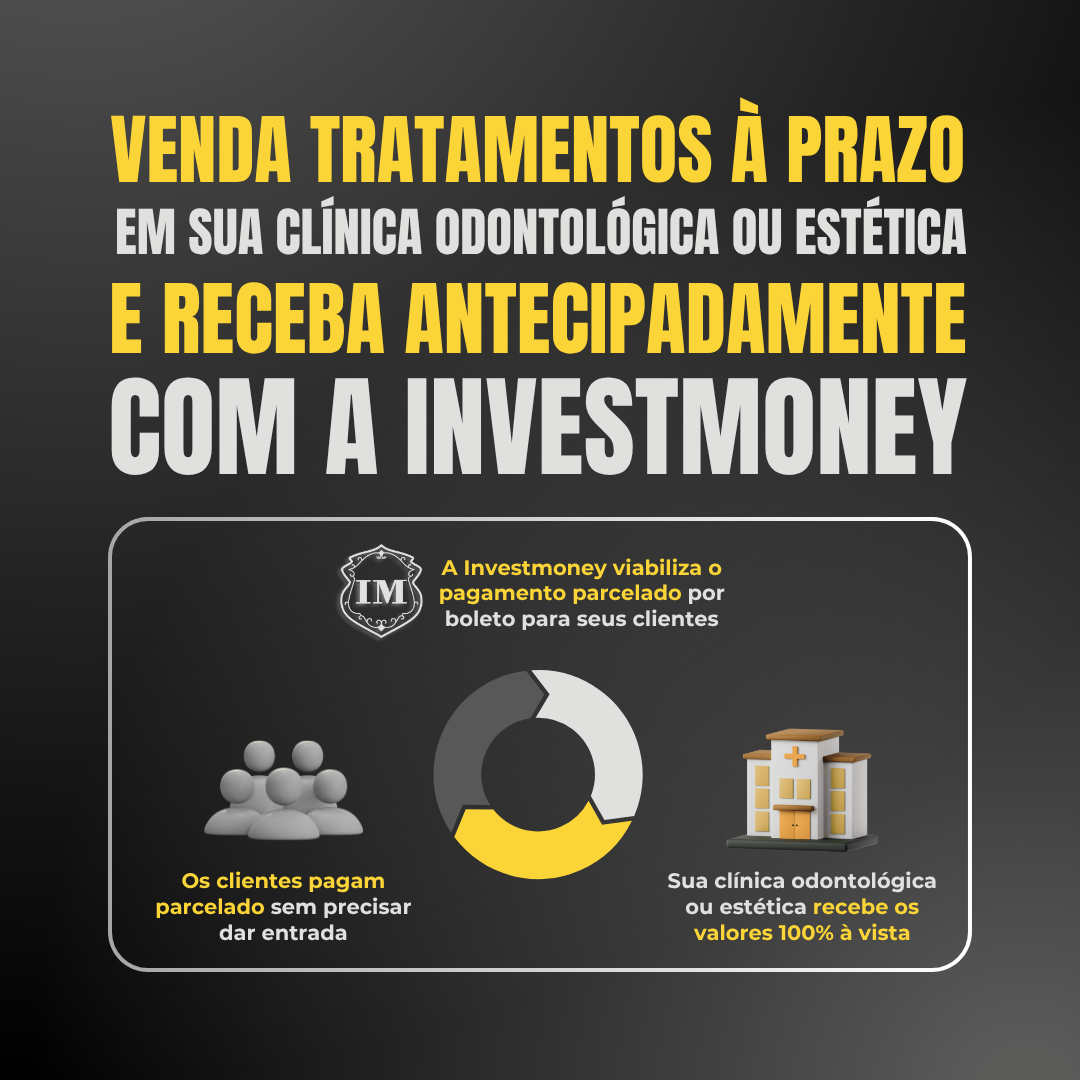 VENDA TRATAMENTOS À PRAZO
EM SUA CLÍNICA ODONTOLÓGICA OU ESTÉTICA
E RECEBA ANTECIPADAMENTE
COM A INVESTMONEY
IM
A Investmoney viabiliza o
pagamento parcelado por
boleto para seus clientes
Os clientes pagam
parcelado sem precisar
dar entrada
Sua clínica odontológica
ou estética recebe os
valores 100% à vista